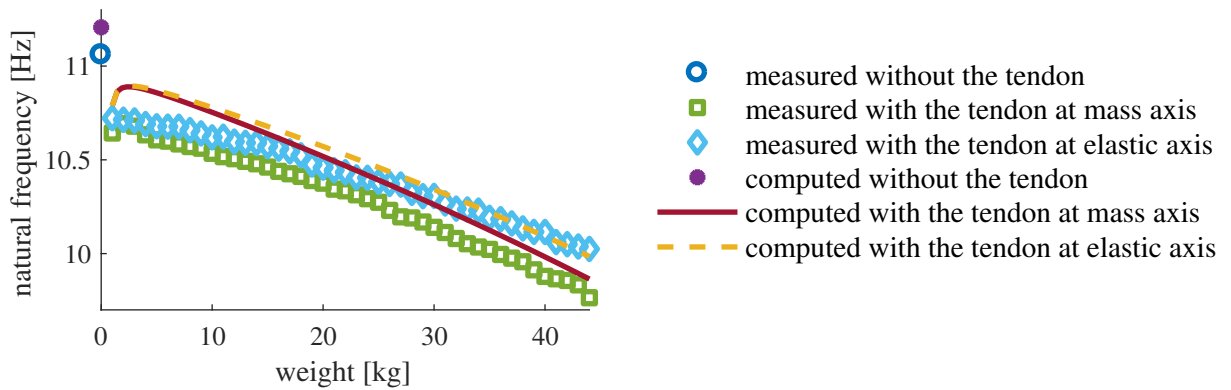 natural frequency [Hz]
11
10.5
10
0
10
20
30
40
weight [kg]
measured without the tendon
measured with the tendon at mass axis
measured with the tendon at elastic axis
computed without the tendon
computed with the tendon at mass axis
computed with the tendon at elastic axis